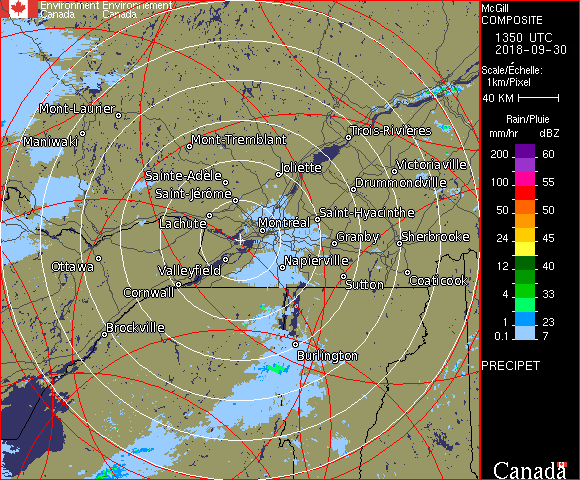 Environment Environnement
Canada Canada
McGill
COMPOSITE
1350 UTC
2018-09-30
Scale/Échelle:
1km/Pixel
40 KM
Rain/Pluie
mm/hr dBZ
200 60
100 55
50 50
24 45
12 40
4 33
1 23
0.1 7
PRECIPET
Canada
Mont-Laurier
Maniwaki
Mont-Tremblant
Trois-Rivières
Joliette
Victoriaville
Sainte-Adèle
Drummondville
Saint-Jérôme
Lachute
Montréal
Saint-Hyacinthe
Granby
Sherbrooke
Ottawa
Valleyfield
Napierville
Cornwall
Sutton
Coaticook
Brockville
Burlington